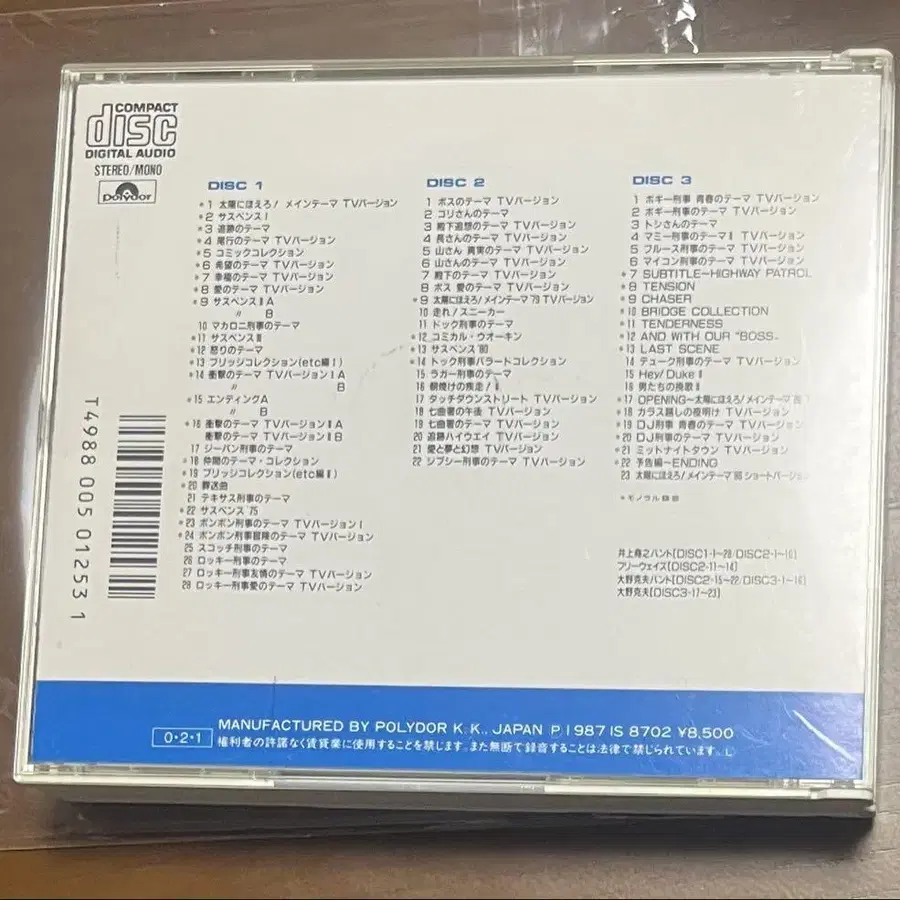 COMPACT
disc
DIGITAL AUDIO
STEREO/MONO
polydor
DISC 1
*1 太陽にほえろ! メインテーマ TVバージョン
*2 サスペンスI
*3 追跡のテーマ
*4 尾行のテーマ TVバージョン
*5 コミックコレクション
*6 希望のテーマ TVバージョン
*7 幸福のテーマ TVバージョン
*8 愛のテーマ TVバージョン
*9 サスペンスII A
〃 B
10 マカロニ刑事のテーマ
*11 サスペンスIII
*12 怒りのテーマ
*13 ブリッジコレクション(etc編I)
*14 衝撃のテーマ TVバージョンI A
〃 B
*15 エンディングA
〃 B
*16 衝撃のテーマ TVバージョンII A
衝撃のテーマ TVバージョンII B
17 ジーパン刑事のテーマ
*18 仲間のテーマ・コレクション
*19 ブリッジコレクション(etc編II)
*20 葬送曲
21 テキサス刑事のテーマ
*22 サスペンス'75
*23 ボンボン刑事のテーマ TVバージョンI
*24 ボンボン刑事冒険のテーマ TVバージョン
25 スコッチ刑事のテーマ
26 ロッキー刑事のテーマ
27 ロッキー刑事友情のテーマ TVバージョン
28 ロッキー刑事愛のテーマ TVバージョン
DISC 2
1 ボスのテーマ TVバージョン
2 ゴリさんのテーマ
3 殿下追想のテーマ TVバージョン
4 長さんのテーマ TVバージョン
5 山さん 真実のテーマ TVバージョン
6 山さんのテーマ TVバージョン
7 殿下のテーマ TVバージョン
8 ボス 愛のテーマ TVバージョン
*9 太陽にほえろ!メインテーマ'79 TVバージョン
10 走れ!スニーカー
11 ドック刑事のテーマ
*12 コミカル・ウオーキン
*13 サスペンス'80
*14 ドック刑事バラードコレクション
15 ラガー刑事のテーマ
16 朝焼けの疾走!II
17 タッチダウンストリート TVバージョン
18 七曲署の午後 TVバージョン
19 七曲署のテーマ TVバージョン
20 追跡ハイウエイ TVバージョン
21 愛と夢と幻想 TVバージョン
22 ジプシー刑事のテーマ TVバージョン
DISC 3
1 ボギー刑事 青春のテーマ TVバージョン
2 ボギー刑事のテーマ TVバージョン
3 トシさんのテーマ
4 マミー刑事のテーマII TVバージョン
5 ブルース刑事のテーマ TVバージョン
6 マイコン刑事のテーマ TVバージョン
*7 SUBTITLE~HIGHWAY PATROL
*8 TENSION
*9 CHASER
*10 BRIDGE COLLECTION
*11 TENDERNESS
*12 AND WITH OUR "BOSS"
*13 LAST SCENE
14 デューク刑事のテーマ TVバージョン
15 Hey! Duke II
16 男たちの挽歌II
*17 OPENING~太陽にほえろ!メインテーマ'86
*18 ガラス越しの夜明け TVバージョン
*19 DJ刑事 青春のテーマ TVバージョン
*20 DJ刑事のテーマ TVバージョン
*21 ミッドナイトタウン TVバージョン
*22 予告編~ENDING
23 太陽にほえろ!メインテーマ'86 ショートバージョン
*モノラル録音
井上堯之バンド[DISC1-1~28/DISC2-1~10]
フリーウェイズ[DISC2-11~14]
大野克夫バンド[DISC2-15~22/DISC3-1~16]
大野克夫[DISC3-17~23]
T4988 005 01253 1
0・2・1
MANUFACTURED BY POLYDOR K.K., JAPAN Ⓟ1987 IS 8702 ¥8,500
権利者の許諾なく賃貸業に使用することを禁じます。また無断で録音することは法律で禁じられています。L